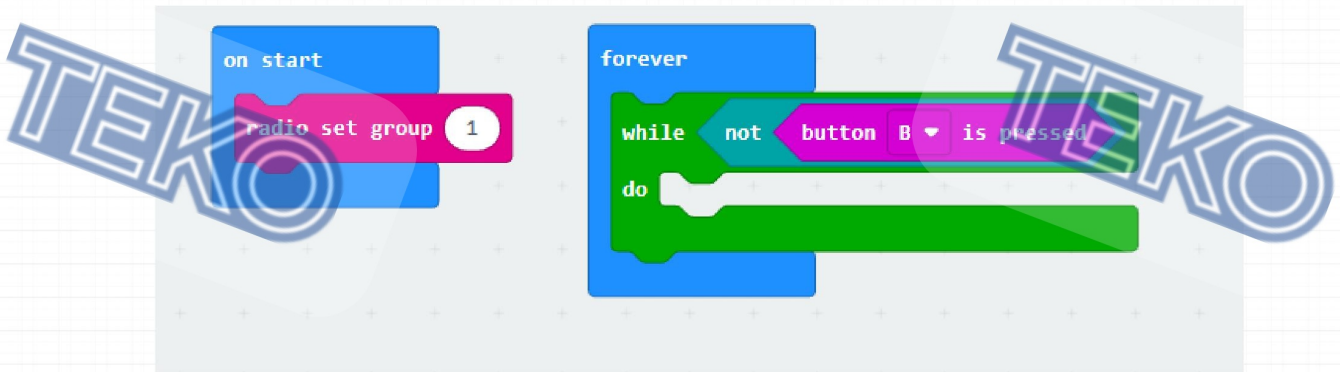 on start
radio set group 1
forever
while not button B is pressed
do
TEKO
TEKO